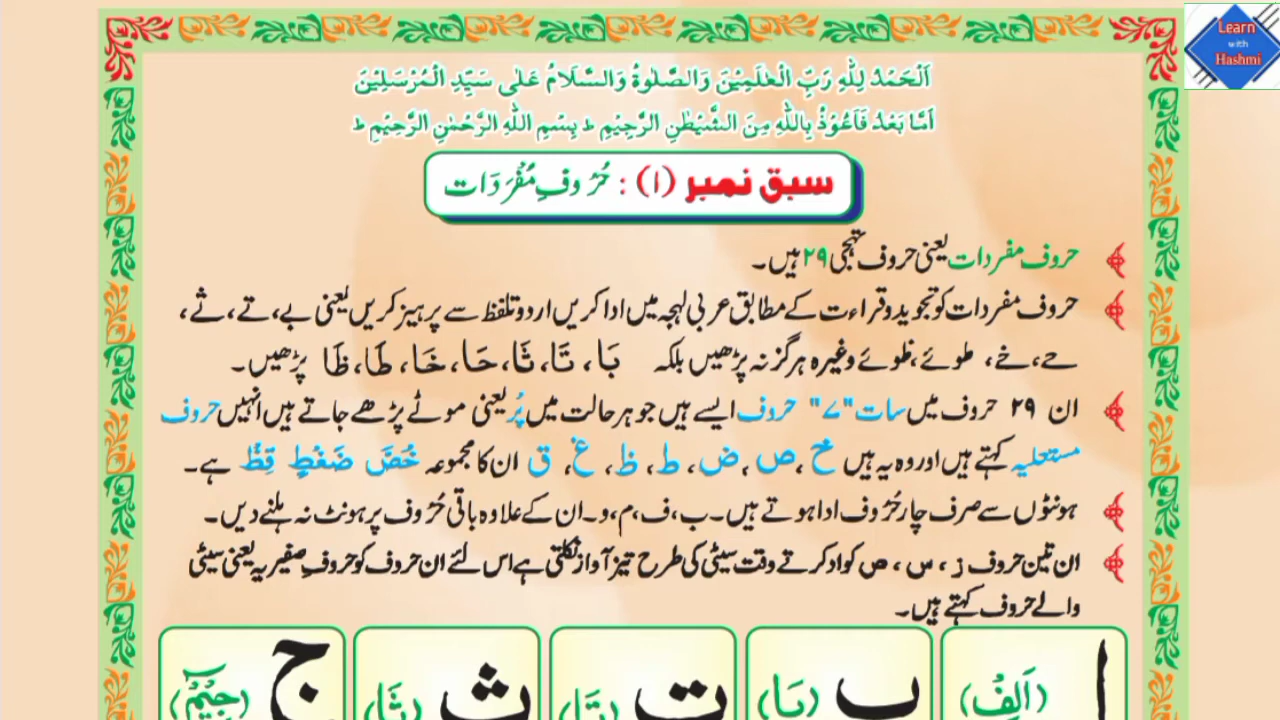 Learn
with
Hashmi
اَلْحَمْدُ لِلّٰهِ رَبِّ الْعٰلَمِيْنَ وَالصَّلٰوةُ وَالسَّلَامُ عَلٰى سَيِّدِ الْمُرْسَلِيْنَ
اَمَّا بَعْدُ فَاَعُوْذُ بِاللّٰهِ مِنَ الشَّيْطٰنِ الرَّجِيْمِ ط بِسْمِ اللّٰهِ الرَّحْمٰنِ الرَّحِيْمِ ط
سبق نمبر (۱) : حُرُوفِ مُفْرَدَات
حروف مفردات یعنی حروف تہجی ۲۹ ہیں۔
حروف مفردات کو تجوید و قراءت کے مطابق عربی لہجہ میں ادا کریں اردو تلفظ سے پرہیز کریں یعنی بے، تے، ثے،
حے، خے، طوئے، ظوئے وغیرہ ہرگز نہ پڑھیں بلکہ بَا، تَا، ثَا، حَا، خَا، طَا، ظَا پڑھیں۔
ان ۲۹ حروف میں سات "۷" حروف ایسے ہیں جو ہر حالت میں پُر یعنی موٹے پڑھے جاتے ہیں انہیں حروف
مستعلیہ کہتے ہیں اور وہ یہ ہیں خ، ص، ض، ط، ظ، غ، ق ان کا مجموعہ خُصَّ ضَغْطٍ قِظْ ہے۔
ہونٹوں سے صرف چار حُروف ادا ہوتے ہیں۔ ب، ف، م، و۔ ان کے علاوہ باقی حُروف پر ہونٹ نہ ہلنے دیں۔
ان تین حروف ز، س، ص کو ادا کرتے وقت سیٹی کی طرح تیز آواز نکلتی ہے اس لئے ان حروف کو حروفِ صفیریہ یعنی سیٹی
والے حروف کہتے ہیں۔
ا (اَلِفْ) ب (بَا) ت (تَا) ث (ثَا) ج (جِيْمْ)